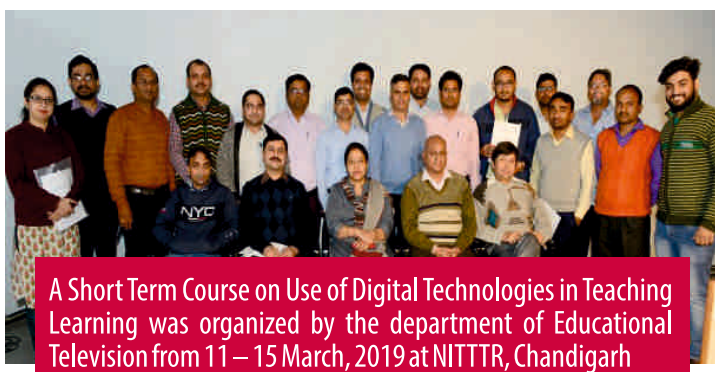 NYC
A Short Term Course on Use of Digital Technologies in Teaching
Learning was organized by the department of Educational
Television from 11 – 15 March, 2019 at NITTTR, Chandigarh